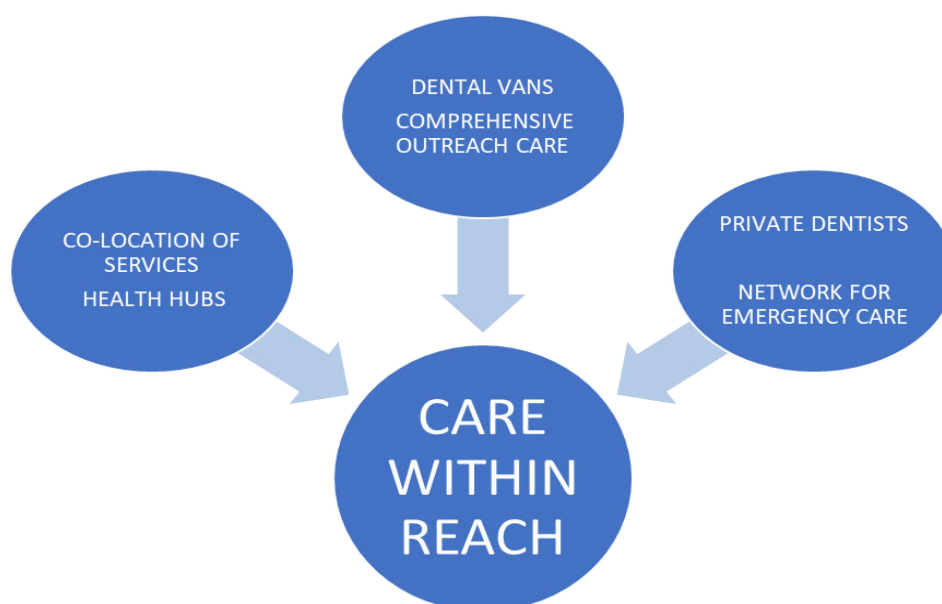 DENTAL VANS
COMPREHENSIVE
OUTREACH CARE
CO-LOCATION OF
SERVICES
HEALTH HUBS
PRIVATE DENTISTS
NETWORK FOR
EMERGENCY CARE
CARE
WITHIN
REACH